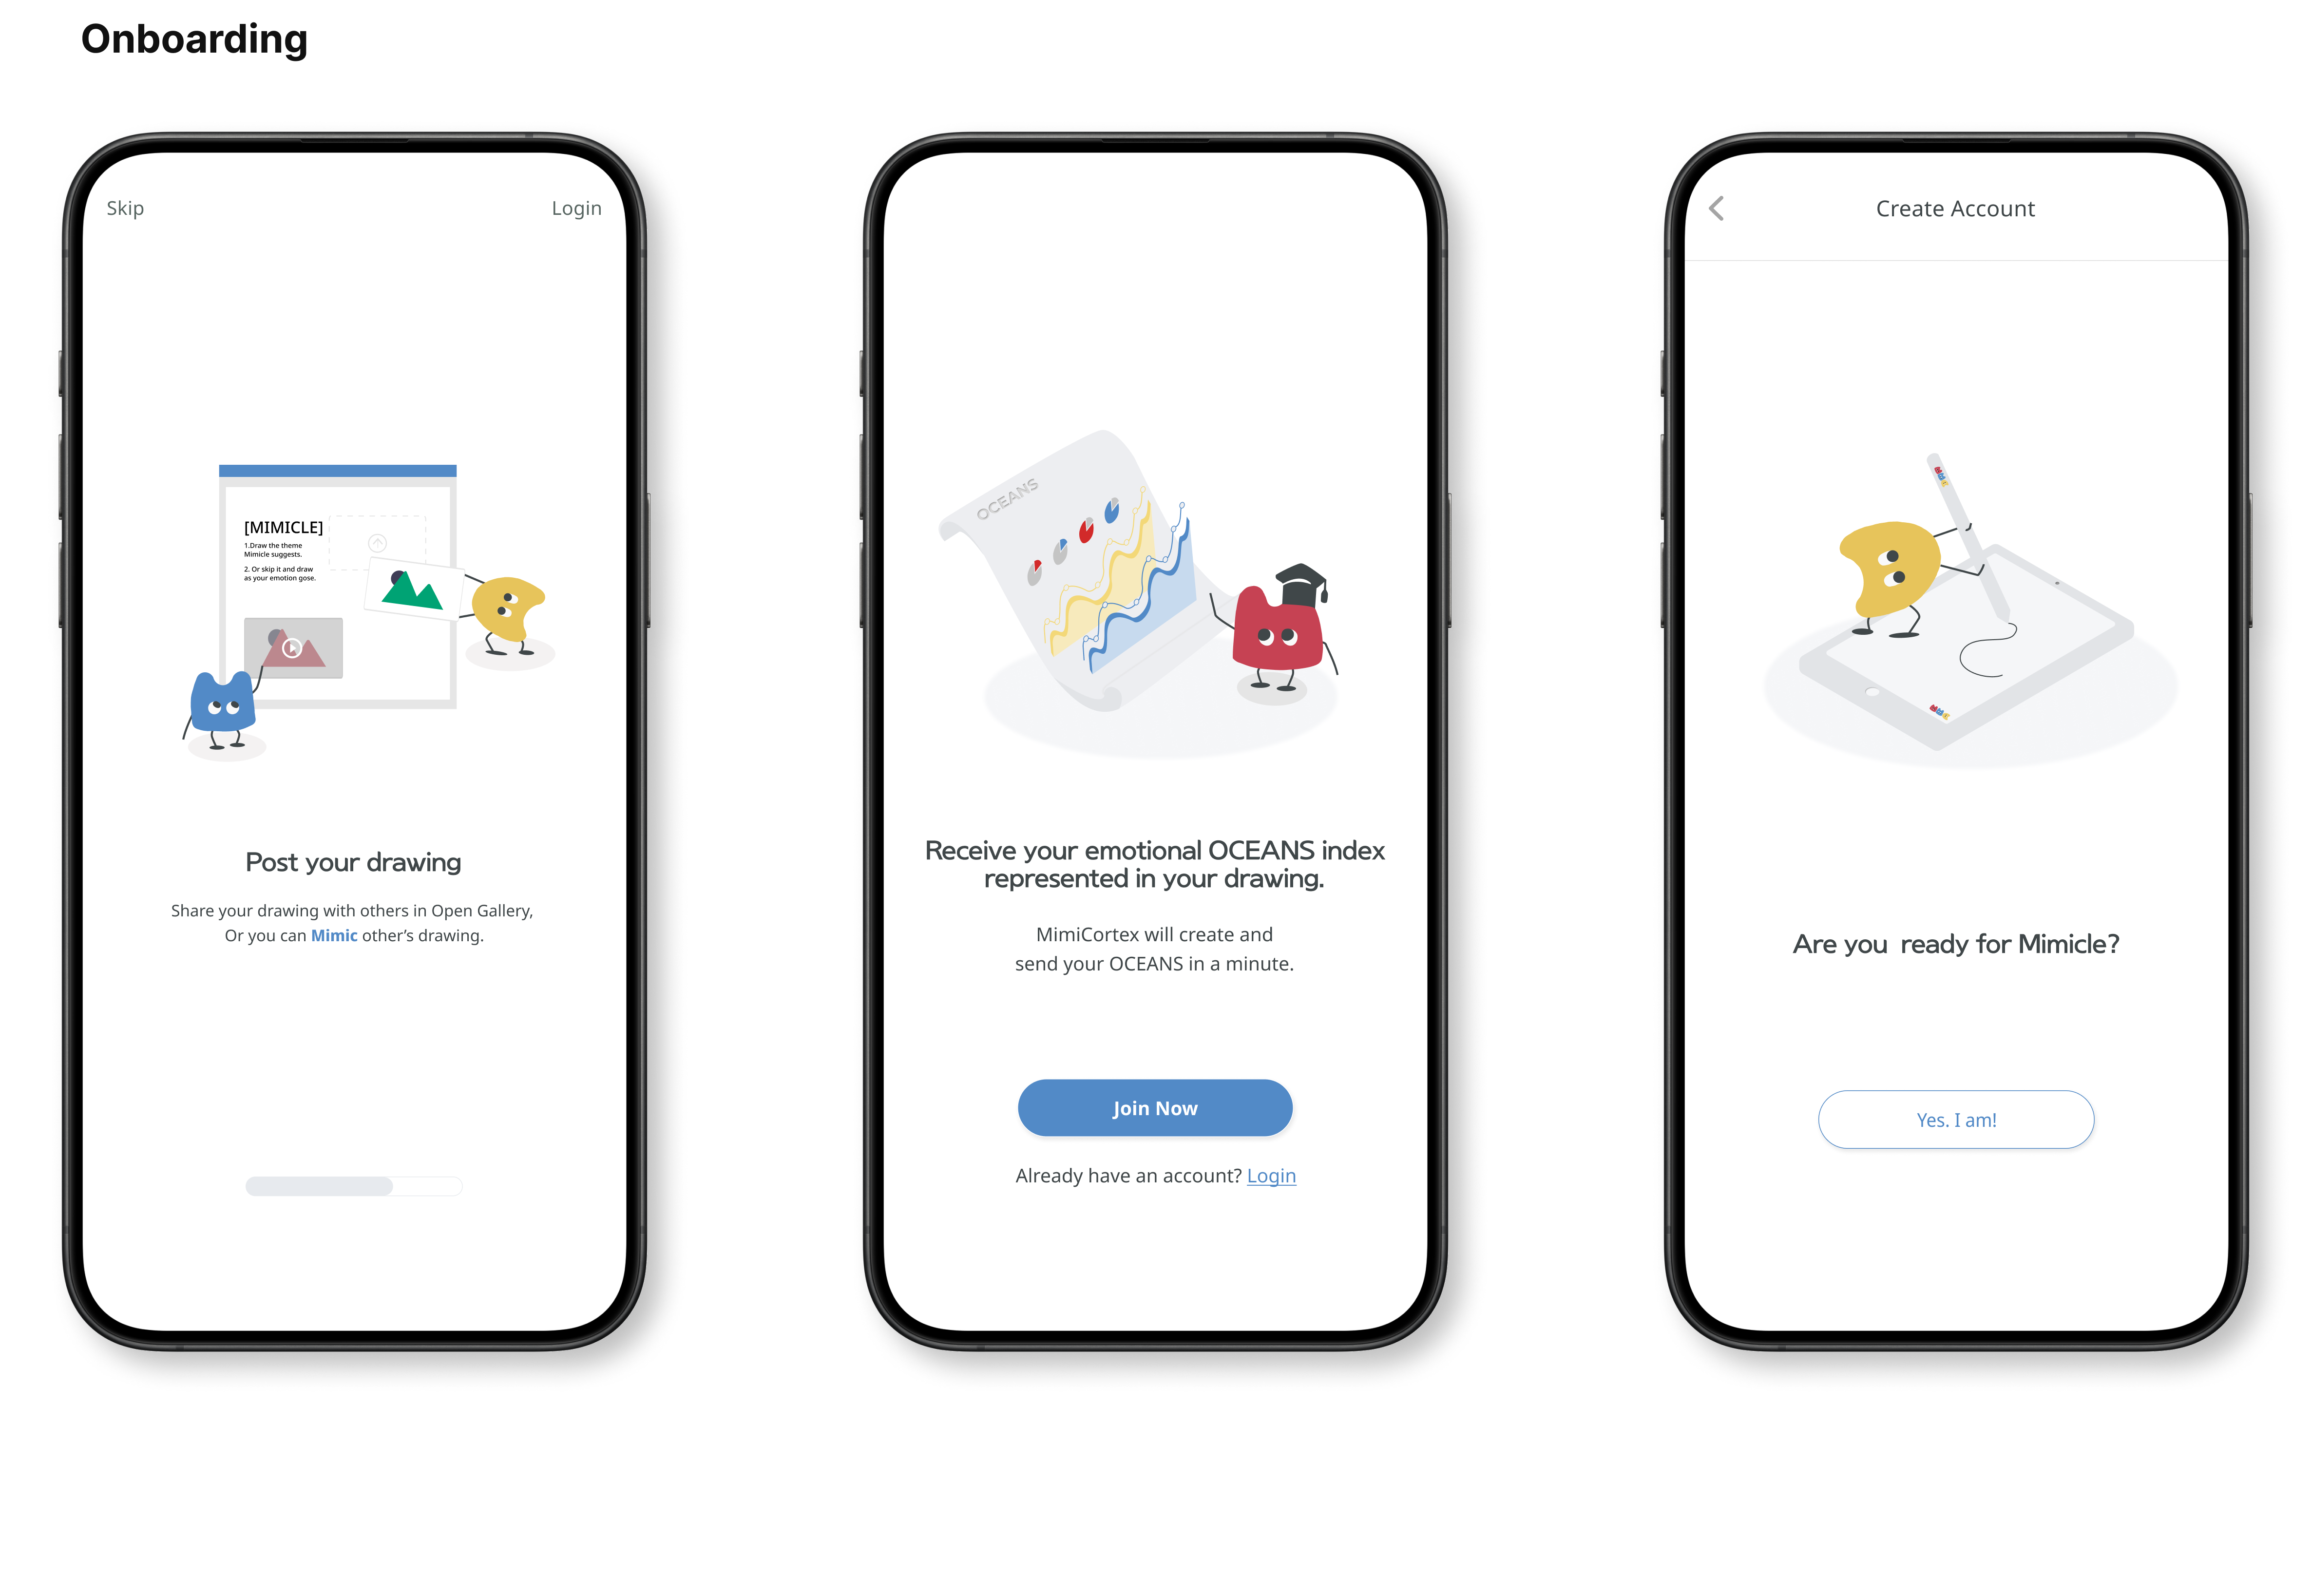 Onboarding
Skip
Login
[MIMICLE]
1.Draw the theme
Mimicle suggests.
2. Or skip it and draw
as your emotion gose.
Post your drawing
Share your drawing with others in Open Gallery,
Or you can Mimic other's drawing.
OCEANS
Receive your emotional OCEANS index
represented in your drawing.
MimiCortex will create and
send your OCEANS in a minute.
Join Now
Already have an account? Login
Create Account
Are you  ready for Mimicle?
Yes. I am!